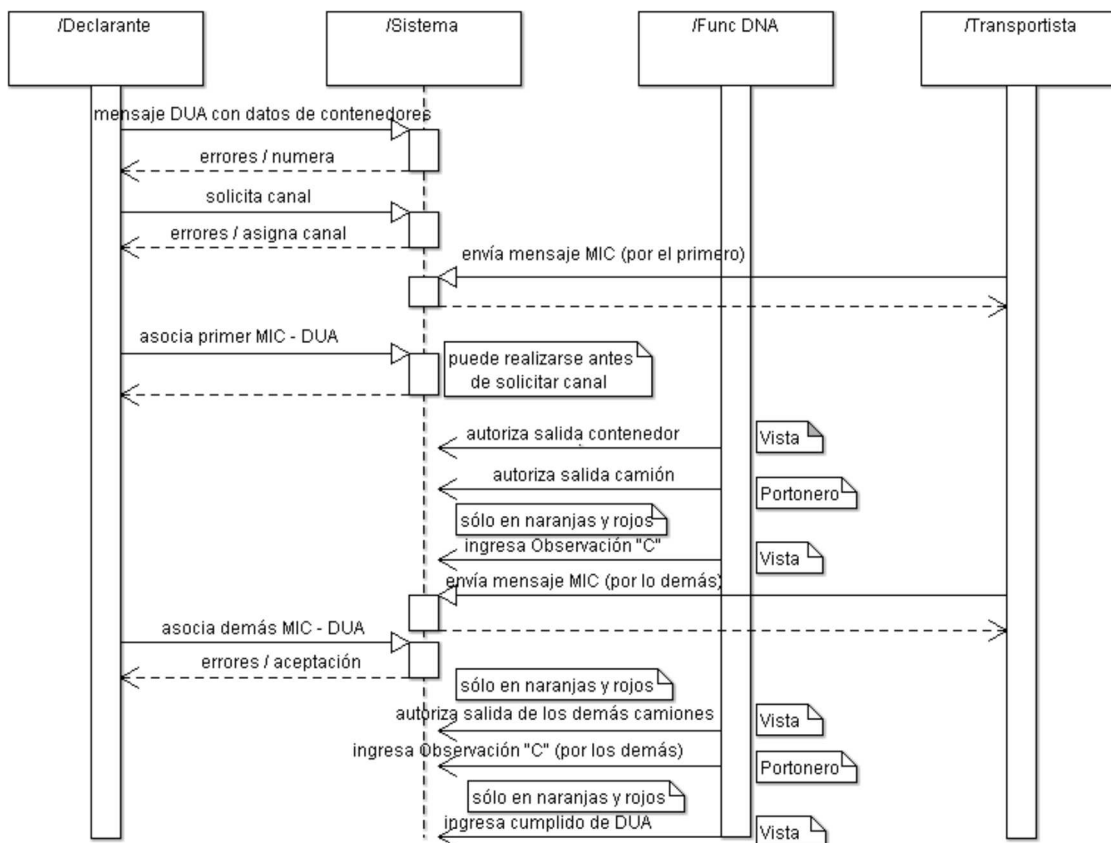 /Declarante
/Sistema
/Func DNA
/Transportista
mensaje DUA con datos de contenedores
errores / numera
solicita canal
errores / asigna canal
envía mensaje MIC (por el primero)
asocia primer MIC - DUA
puede realizarse antes
de solicitar canal
autoriza salida contenedor
Vista
autoriza salida camión
Portonero
sólo en naranjas y rojos
ingresa Observación "C"
Vista
envía mensaje MIC (por lo demás)
asocia demás MIC - DUA
errores / aceptación
sólo en naranjas y rojos
autoriza salida de los demás camiones
Vista
ingresa Observación "C" (por los demás)
Portonero
sólo en naranjas y rojos
ingresa cumplido de DUA
Vista